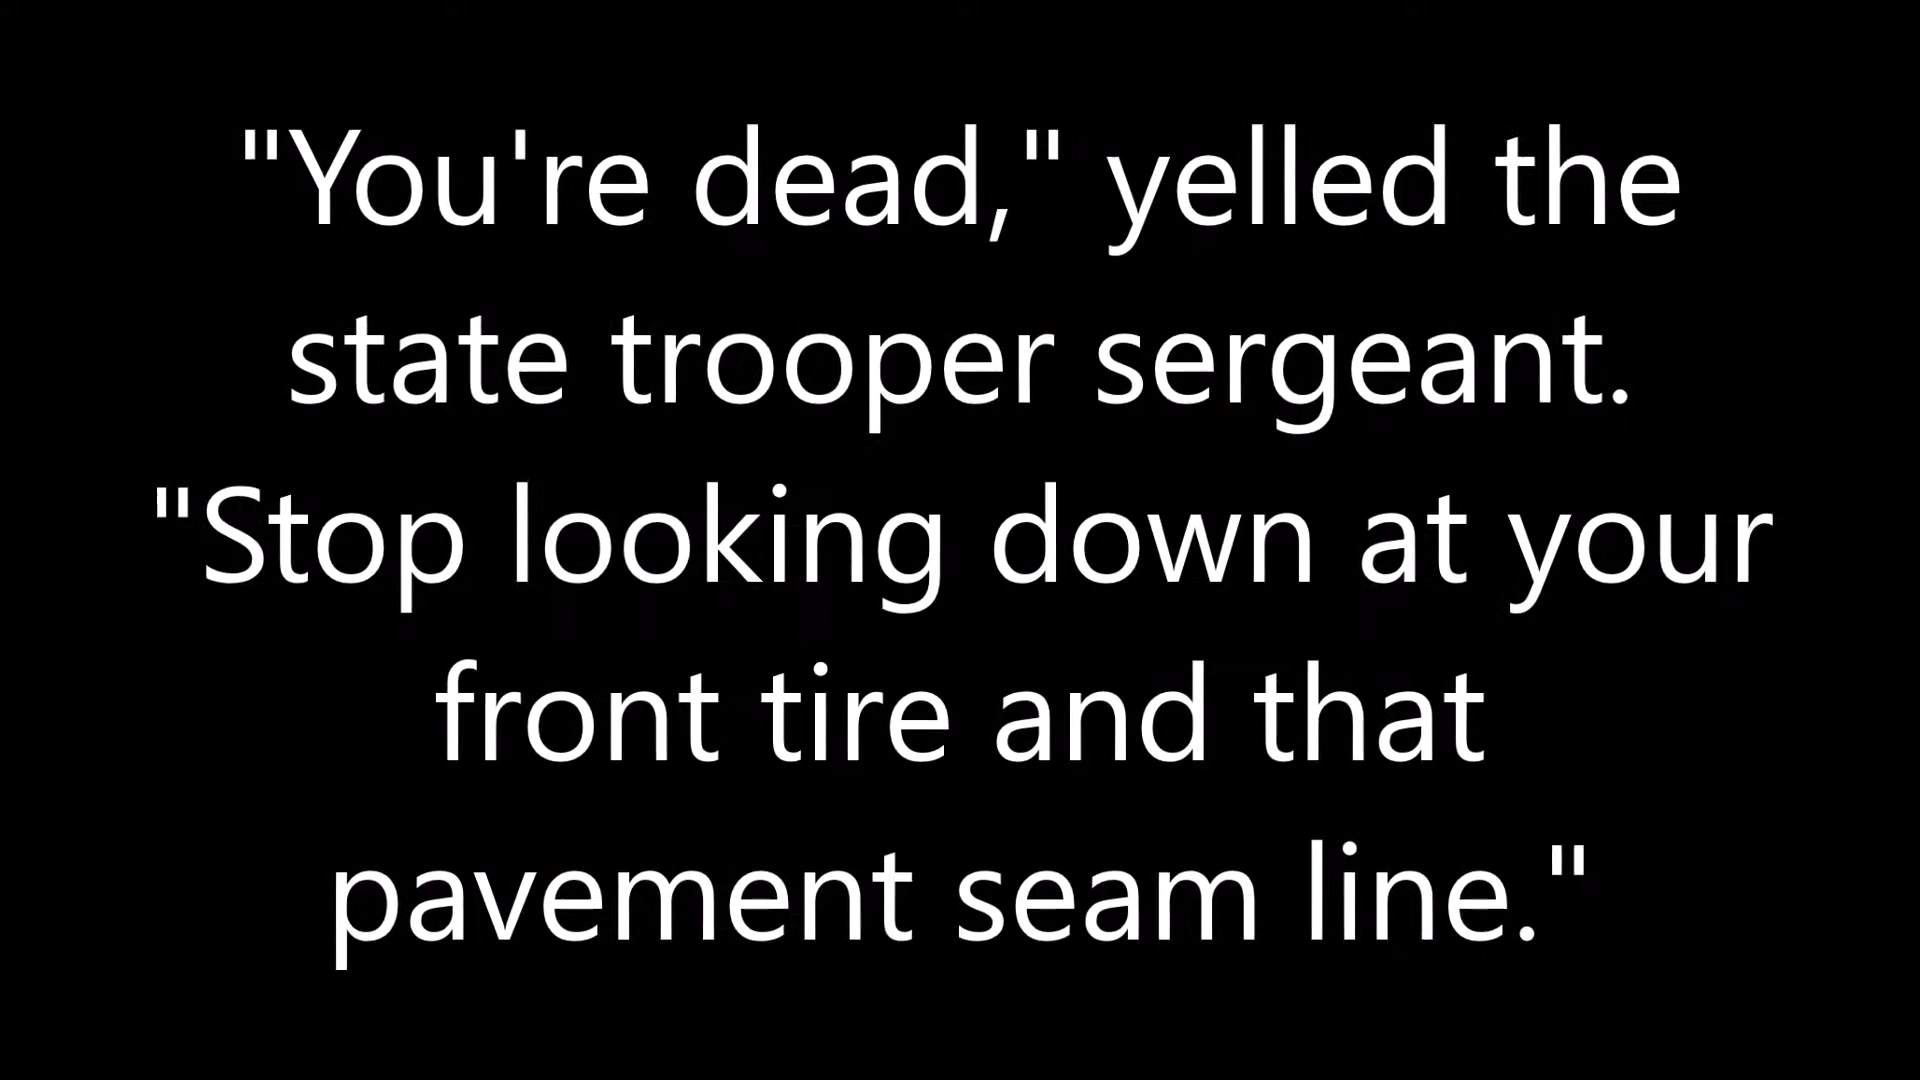 "You're dead," yelled the
state trooper sergeant.
"Stop looking down at your
front tire and that
pavement seam line."